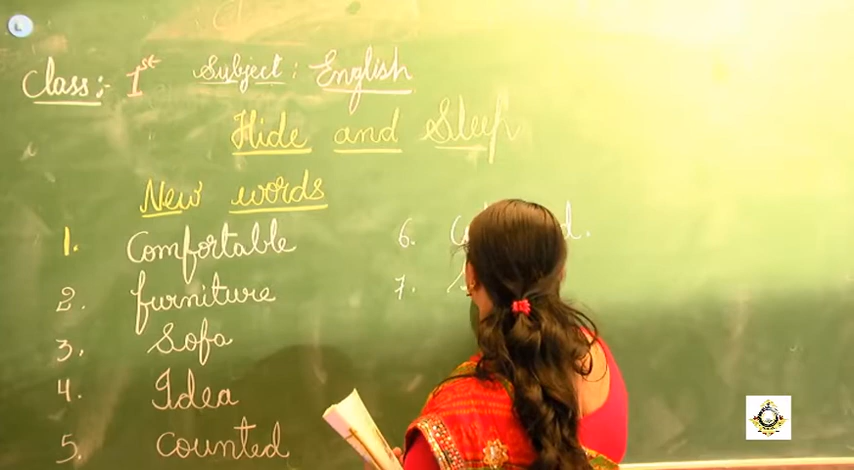 Class:- Ist Subject: English
Hide and Sleep
New words
1. Comfortable
2. furniture
3. Sofa
4. Idea
5. counted
6.
7.